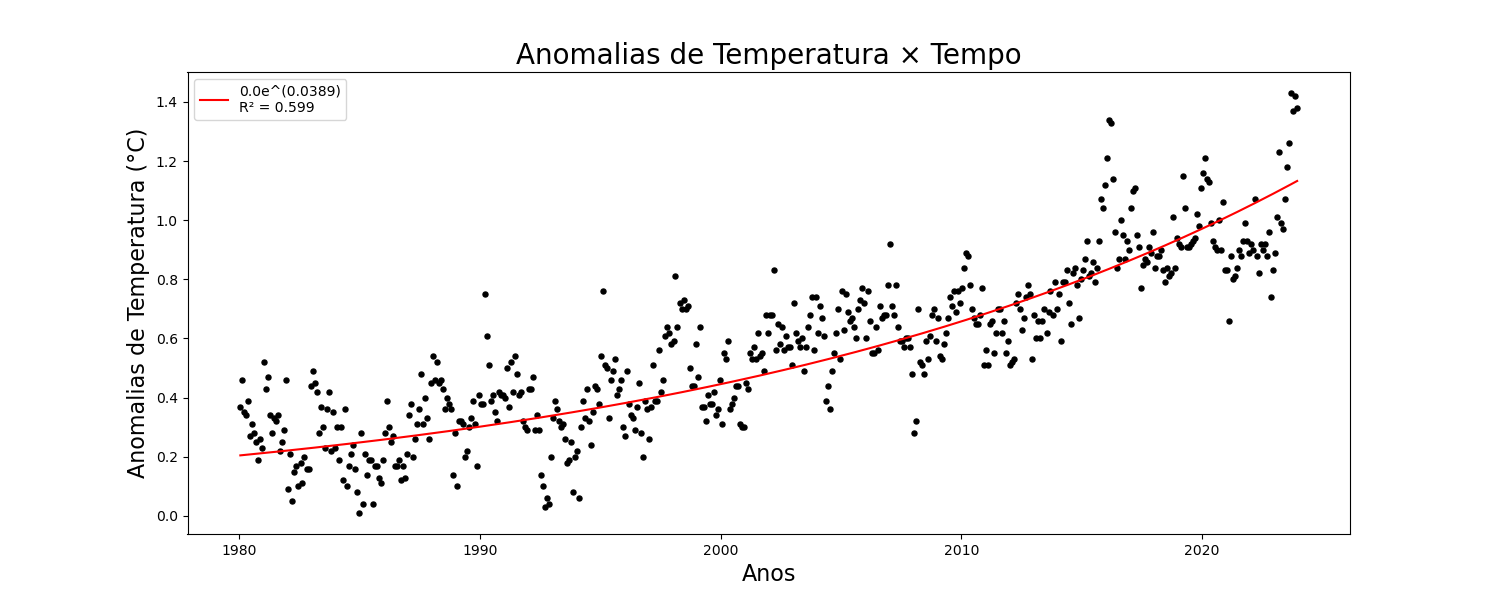 Anomalias de Temperatura × Tempo
0.0e^(0.0389)
R² = 0.599
Anomalias de Temperatura (°C)
1.4
1.2
1.0
0.8
0.6
0.4
0.2
0.0
1980 1990 2000 2010 2020
Anos